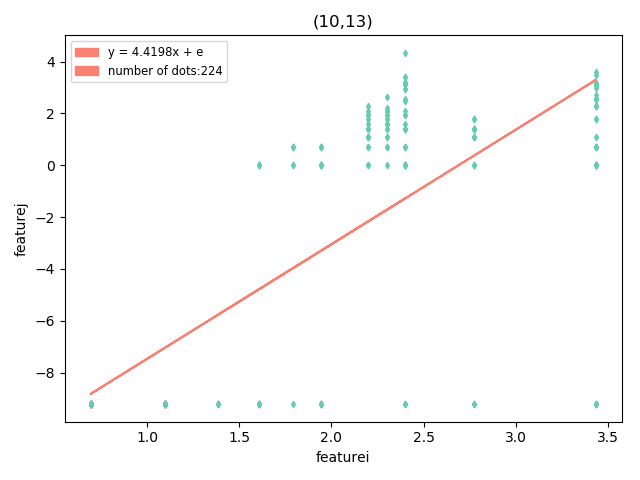 (10,13)
y = 4.4198x + e
number of dots:224
4
2
0
−2
−4
−6
−8
featurej
1.0 1.5 2.0 2.5 3.0 3.5
featurei